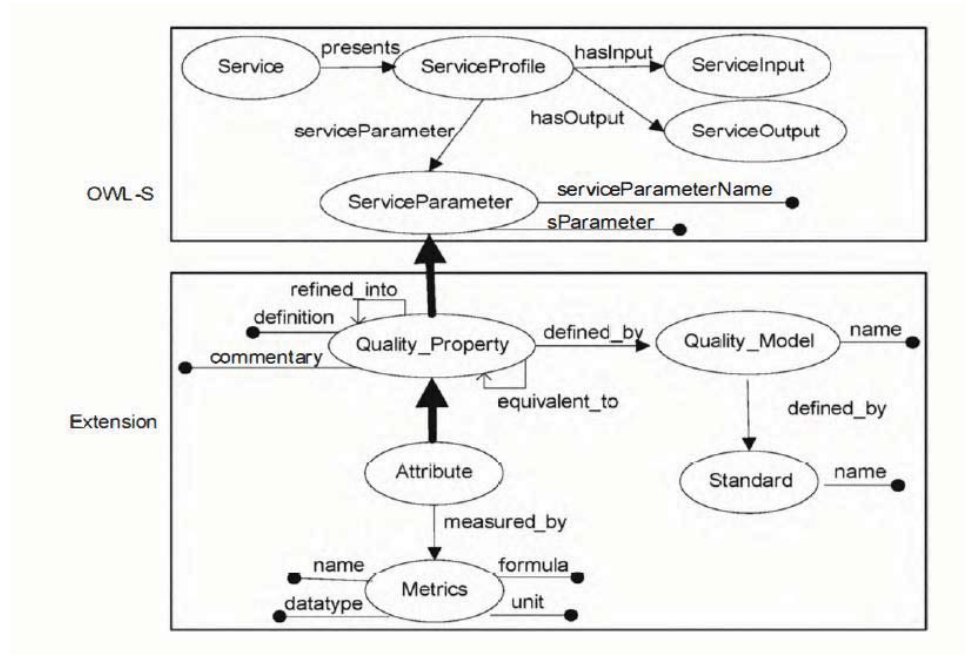 presents
hasInput
Service
ServiceProfile
ServiceInput
hasOutput
serviceParameter
ServiceOutput
OWL-S
serviceParameterName
ServiceParameter
sParameter
refined_into
definition
defined_by
name
Quality_Property
Quality_Model
commentary
equivalent_to
defined_by
Extension
Attribute
Standard
name
measured_by
name
formula
Metrics
datatype
unit